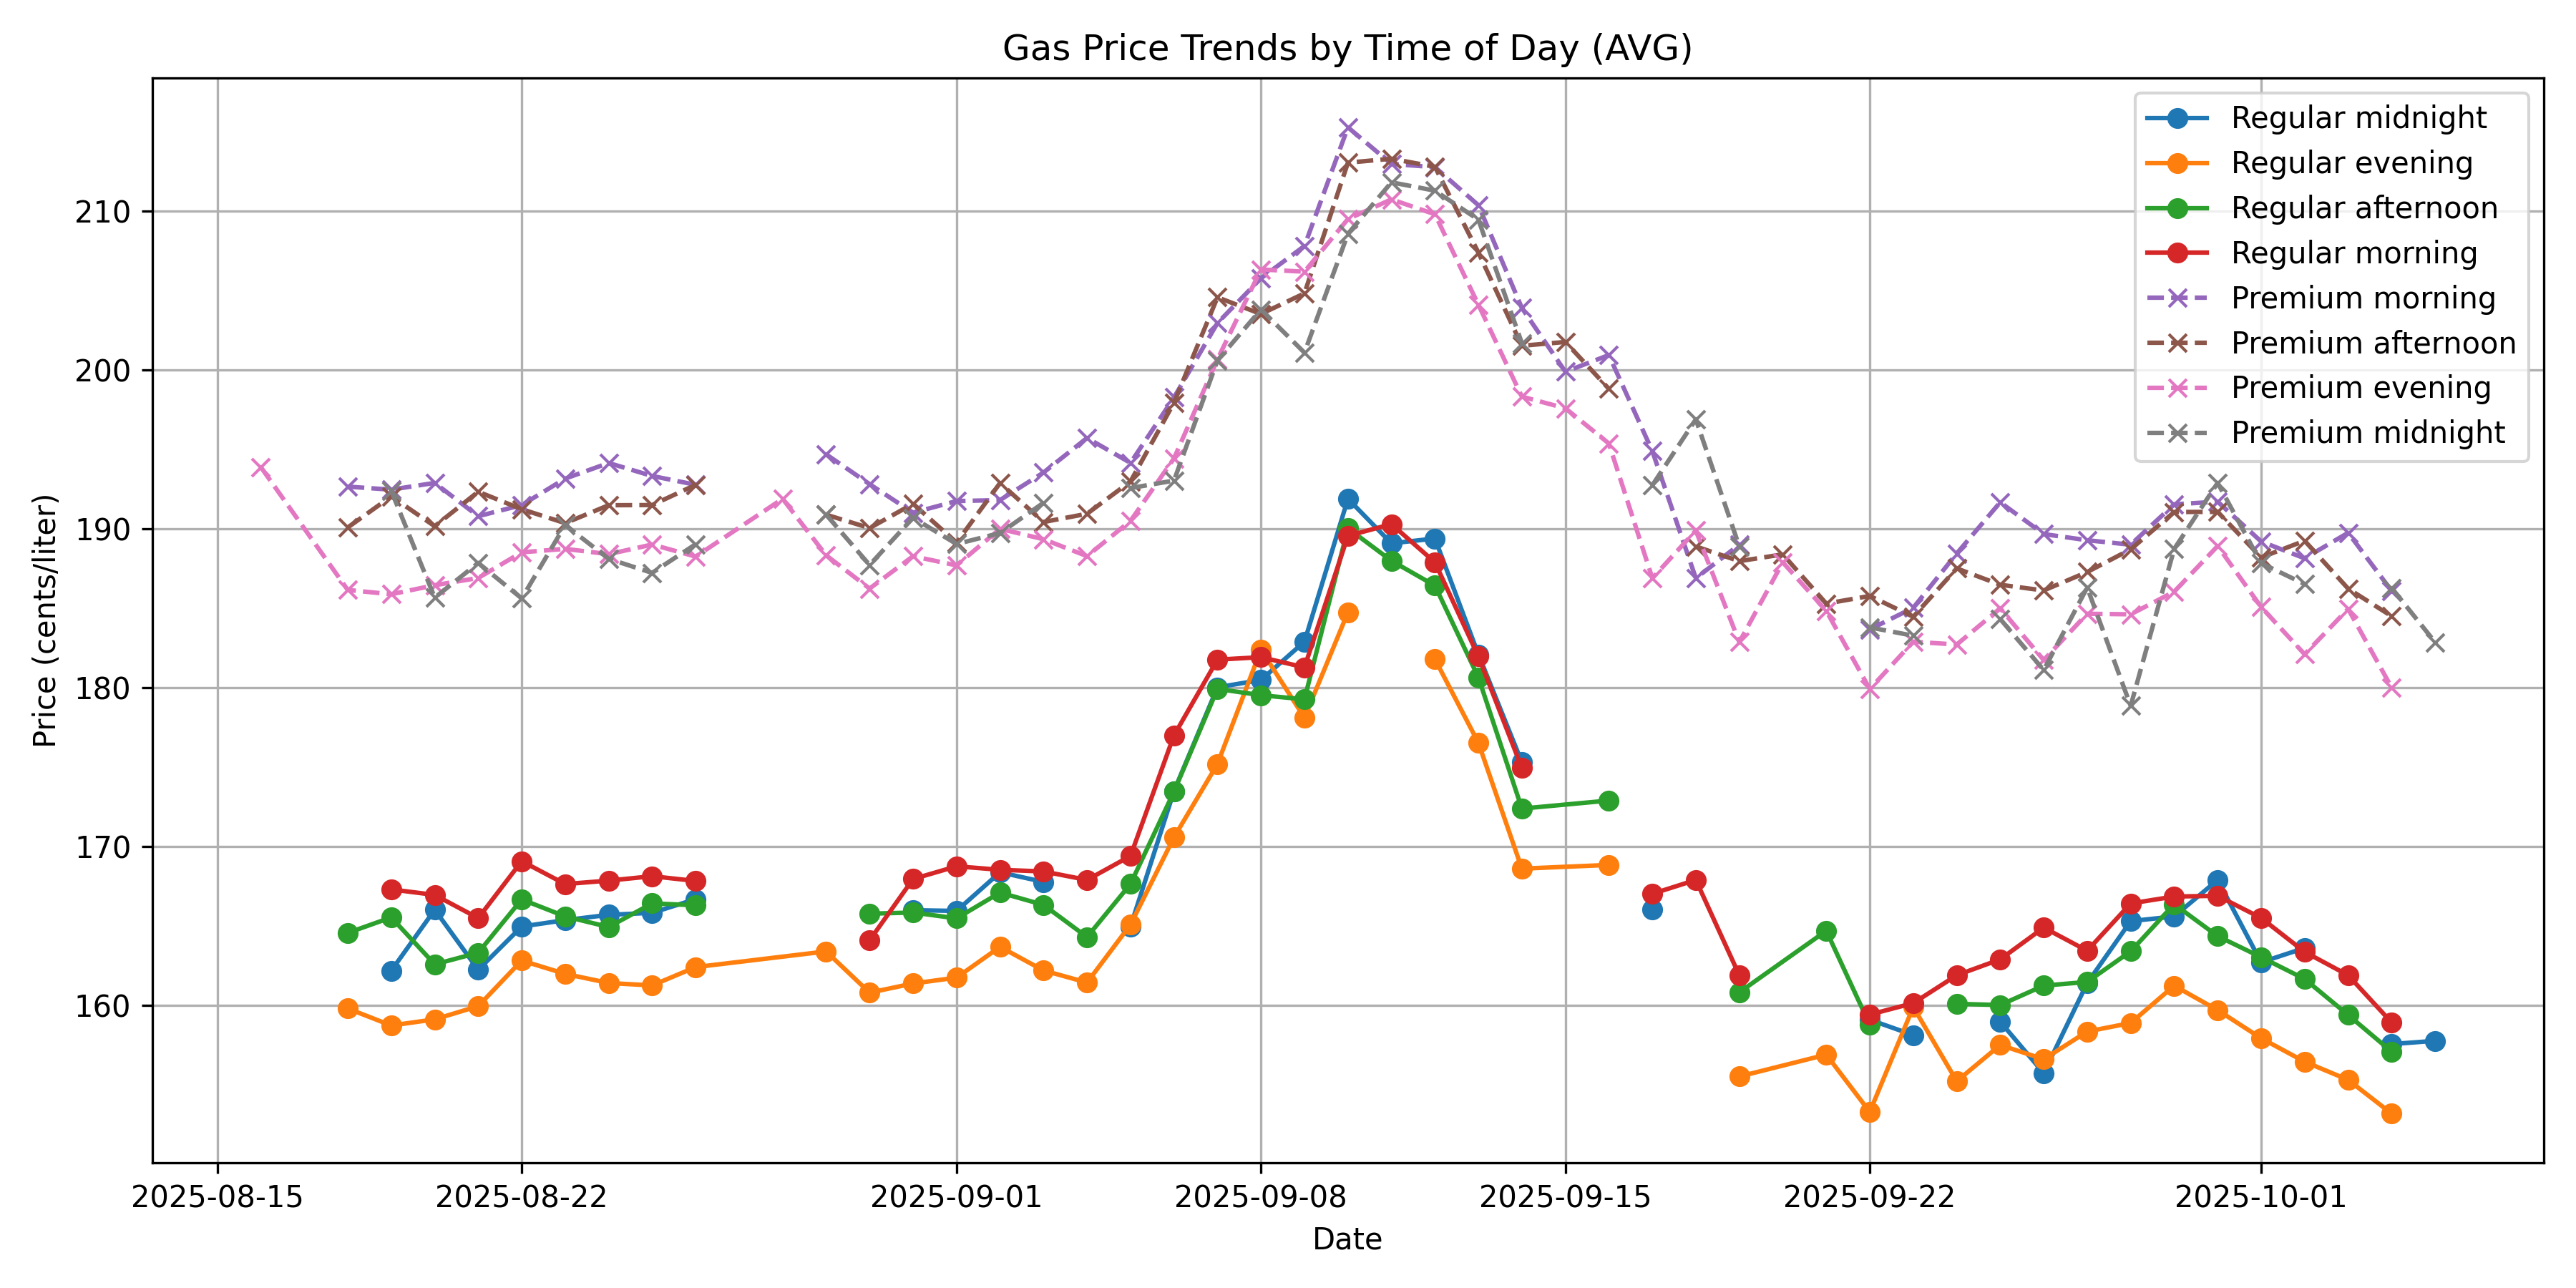 Gas Price Trends by Time of Day (AVG)
Regular midnight
Regular evening
Regular afternoon
Regular morning
Premium morning
Premium afternoon
Premium evening
Premium midnight
Price (cents/liter)
210
200
190
180
170
160
2025-08-15 2025-08-22 2025-09-01 2025-09-08 2025-09-15 2025-09-22 2025-10-01
Date